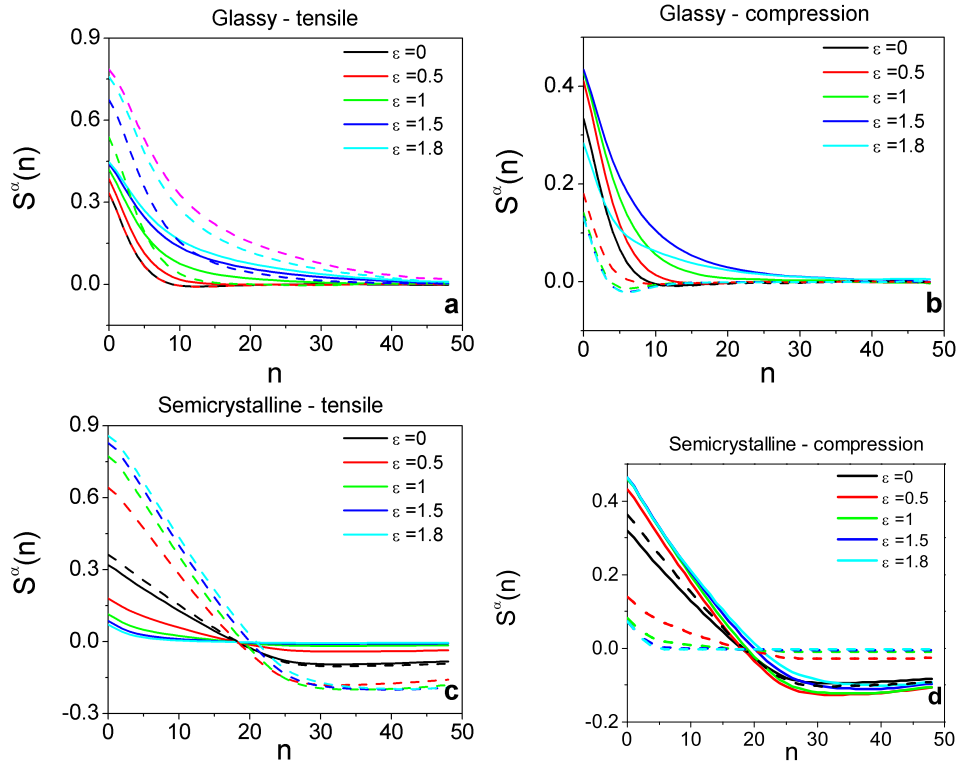 Glassy - tensile
0.9
0.6
0.3
0.0
S^α(n)
ε =0
ε =0.5
ε =1
ε =1.5
ε =1.8
a
0 10 20 30 40 50
n
Glassy - compression
0.4
0.2
0.0
S^α(n)
ε =0
ε =0.5
ε =1
ε =1.5
ε =1.8
b
0 10 20 30 40 50
n
Semicrystalline - tensile
0.9
0.6
0.3
0.0
-0.3
S^α(n)
ε =0
ε =0.5
ε =1
ε =1.5
ε =1.8
c
0 10 20 30 40 50
n
Semicrystalline - compression
0.4
0.2
0.0
-0.2
S^α(n)
ε =0
ε =0.5
ε =1
ε =1.5
ε =1.8
d
0 10 20 30 40 50
n